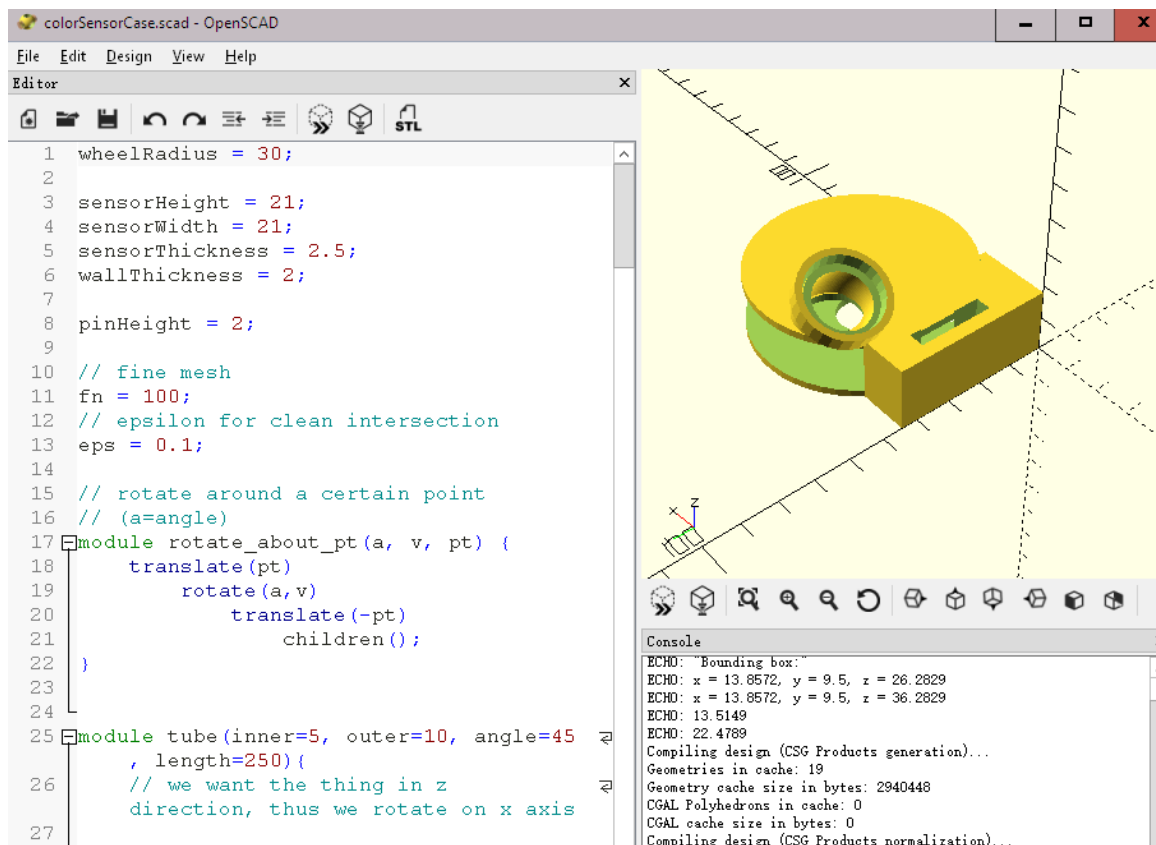 colorSensorCase.scad - OpenSCAD
File Edit Design View Help
Editor
STL
1 wheelRadius = 30;
2
3 sensorHeight = 21;
4 sensorWidth = 21;
5 sensorThickness = 2.5;
6 wallThickness = 2;
7
8 pinHeight = 2;
9
10 // fine mesh
11 fn = 100;
12 // epsilon for clean intersection
13 eps = 0.1;
14
15 // rotate around a certain point
16 // (a=angle)
17 module rotate_about_pt(a, v, pt) {
18 translate(pt)
19 rotate(a,v)
20 translate(-pt)
21 children();
22 }
23
24
25 module tube(inner=5, outer=10, angle=45
, length=250){
26 // we want the thing in z
direction, thus we rotate on x axis
27
x z
Console
ECHO: "Bounding box:"
ECHO: x = 13.8572, y = 9.5, z = 26.2829
ECHO: x = 13.8572, y = 9.5, z = 36.2829
ECHO: 13.5149
ECHO: 22.4789
Compiling design (CSG Products generation)...
Geometries in cache: 19
Geometry cache size in bytes: 2940448
CGAL Polyhedrons in cache: 0
CGAL cache size in bytes: 0
Compiling design (CSG Products normalization)...